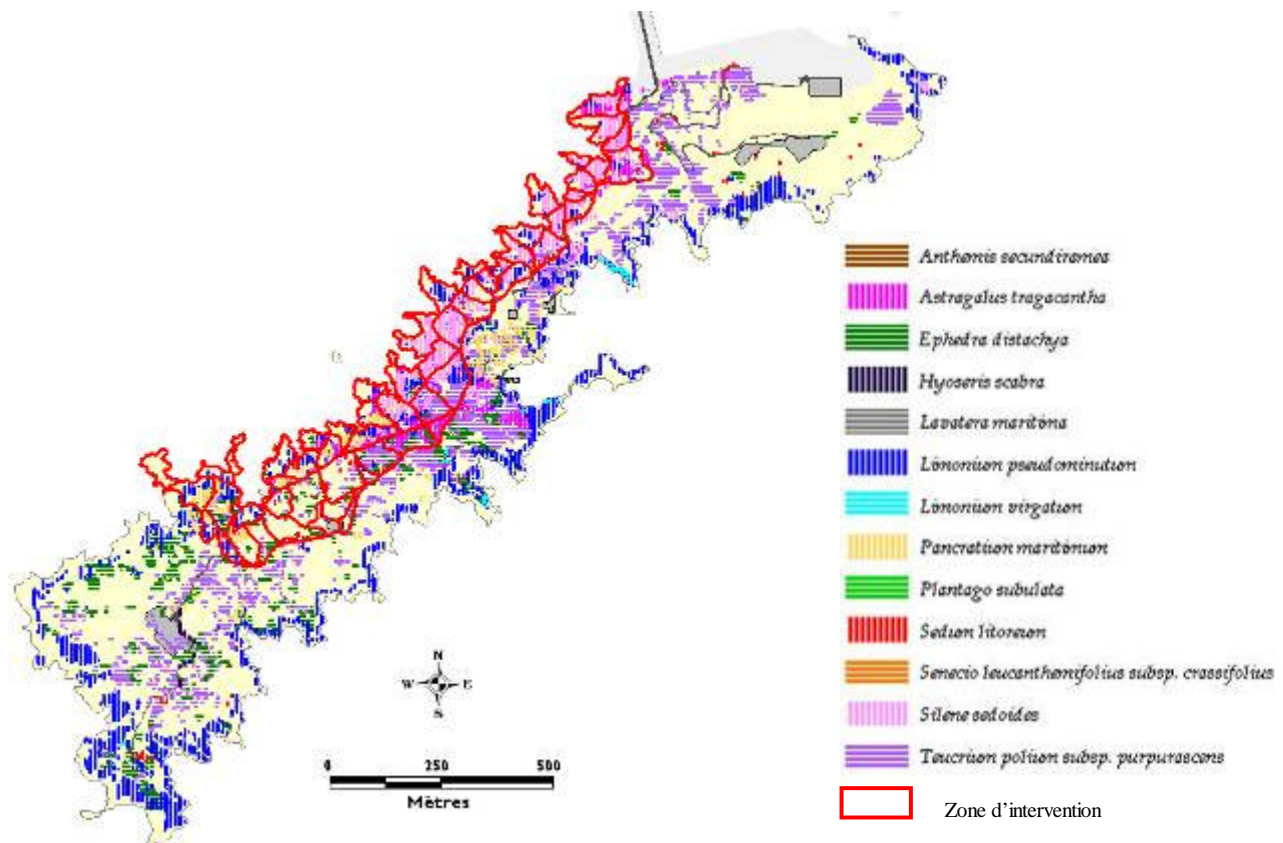 Anthemis secundiramea
Astragalus tragacantha
Ephedra distachya
Hyoseris scabra
Lavatera maritima
Limonium pseudominutum
Limonium virgatum
Pancratium maritimum
Plantago subulata
Sedum litoreum
Senecio leucanthemifolius subsp. crassifolius
Silene sedoides
Teucrium polium subsp. purpurascens
Zone d'intervention
N
W E
S
0 250 500
Mètres